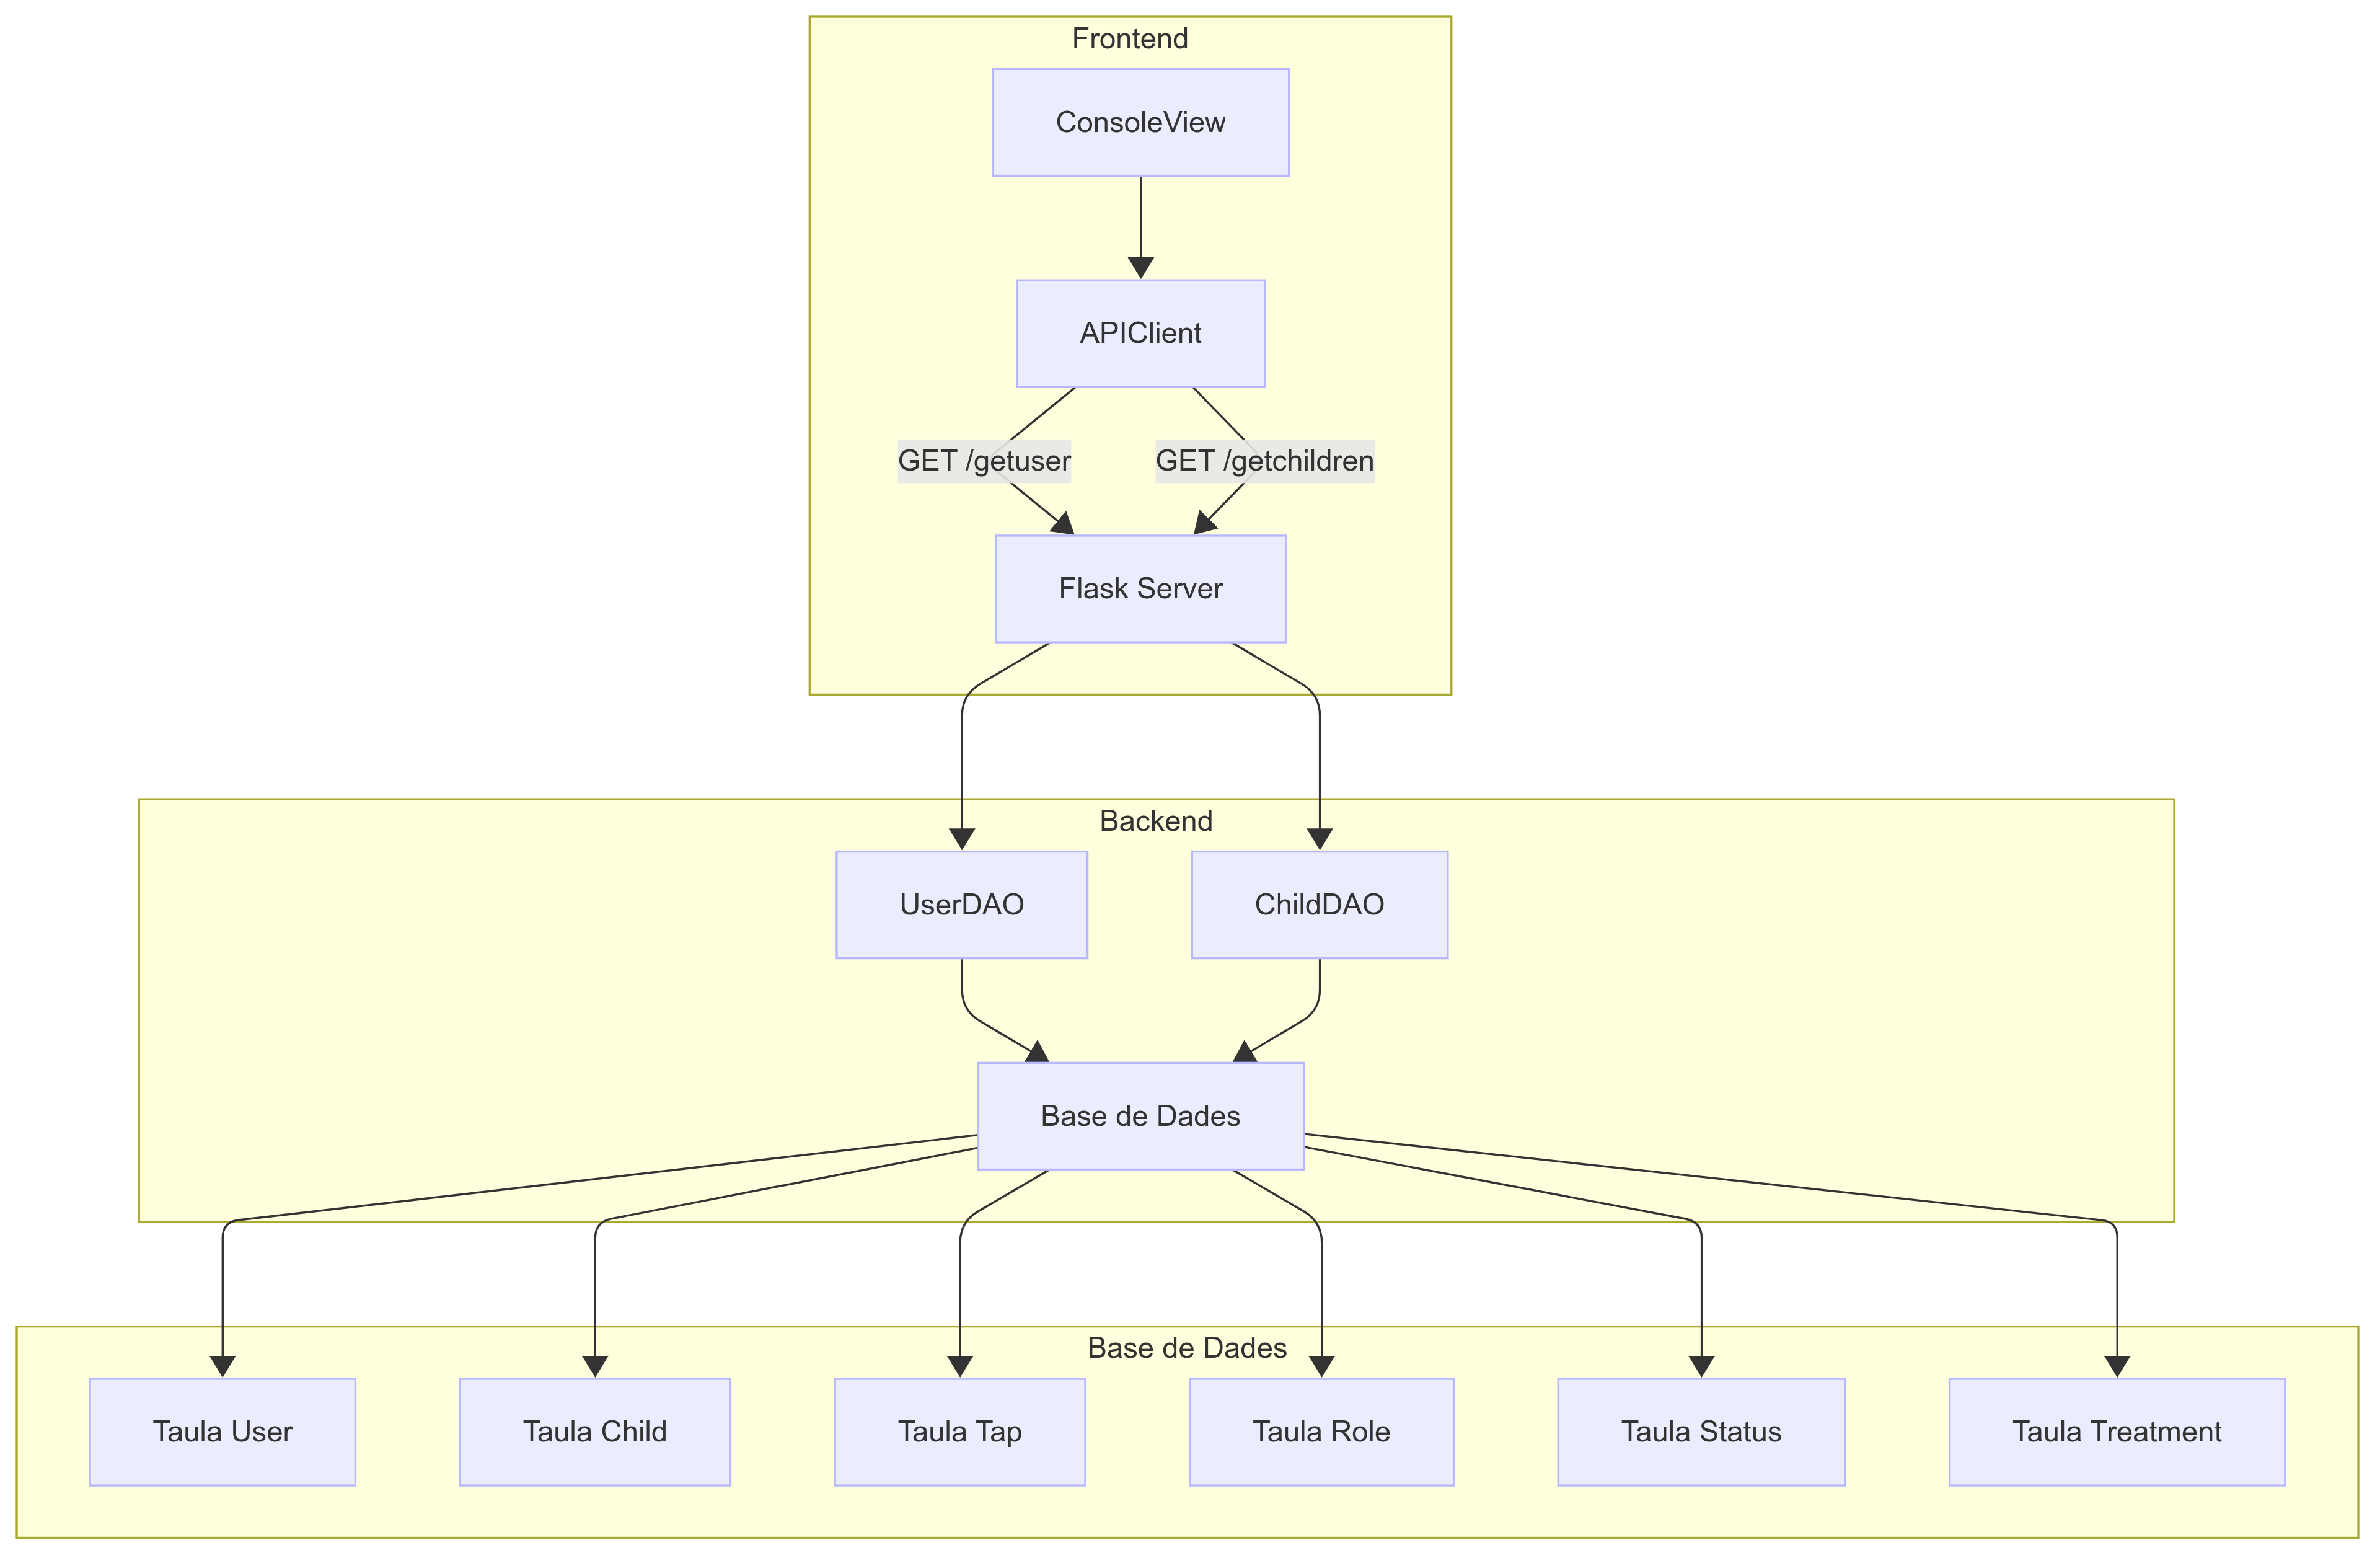 Frontend
ConsoleView
APIClient
GET /getuser
GET /getchildren
Flask Server
Backend
UserDAO
ChildDAO
Base de Dades
Base de Dades
Taula User
Taula Child
Taula Tap
Taula Role
Taula Status
Taula Treatment